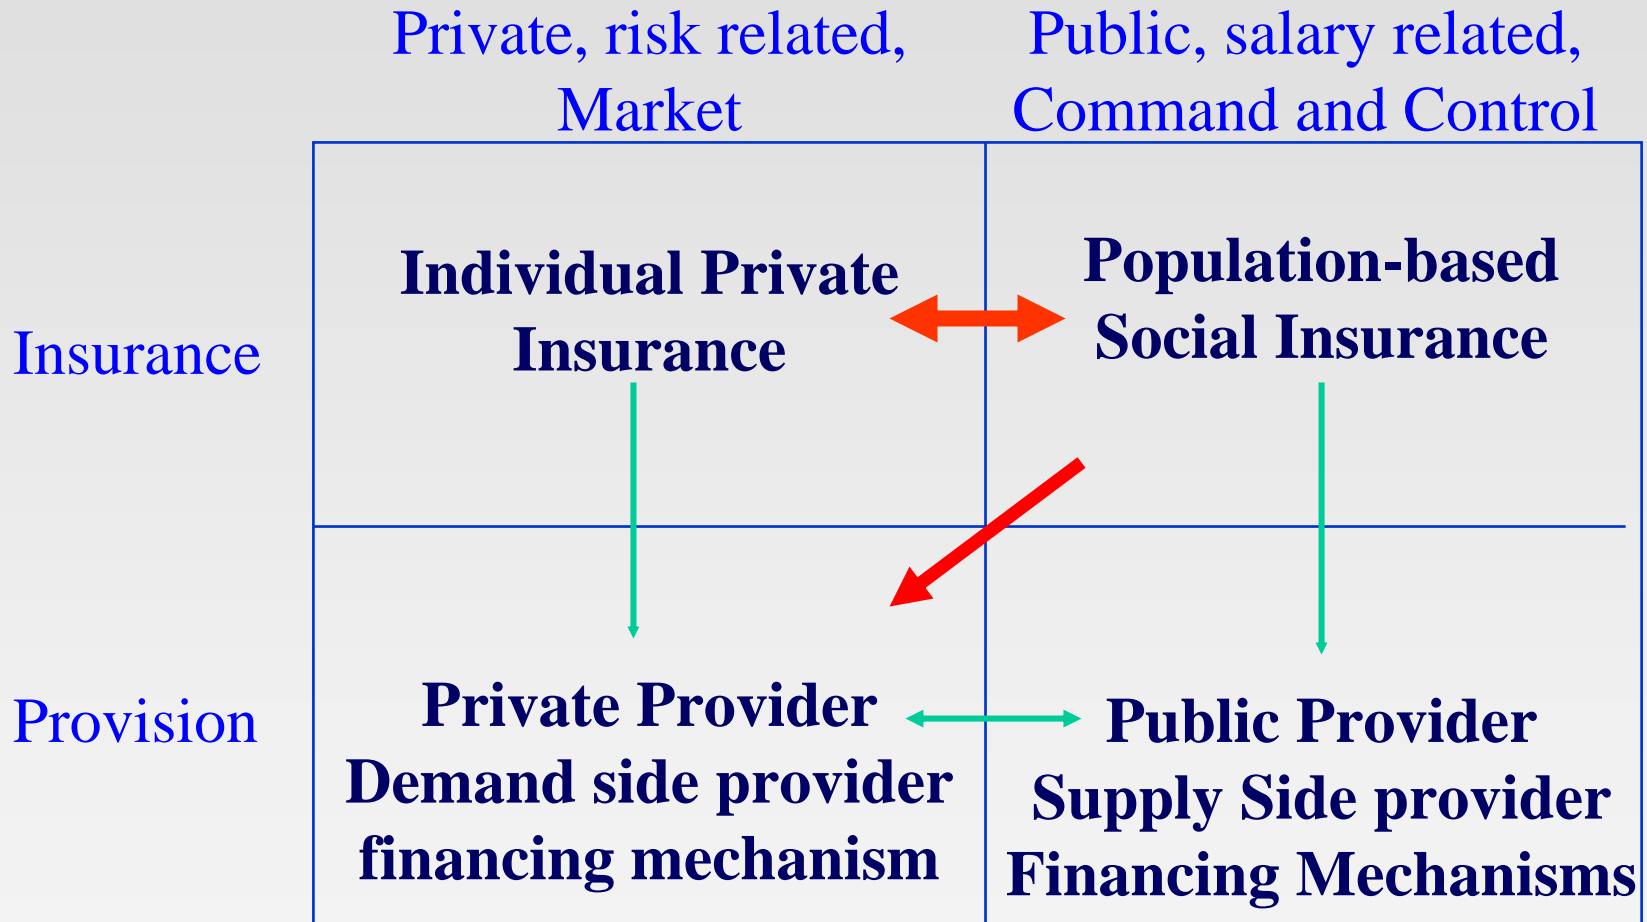 Private, risk related,
Market
Public, salary related,
Command and Control
Insurance
Individual Private
Insurance
Population-based
Social Insurance
Provision
Private Provider
Demand side provider
financing mechanism
Public Provider
Supply Side provider
Financing Mechanisms